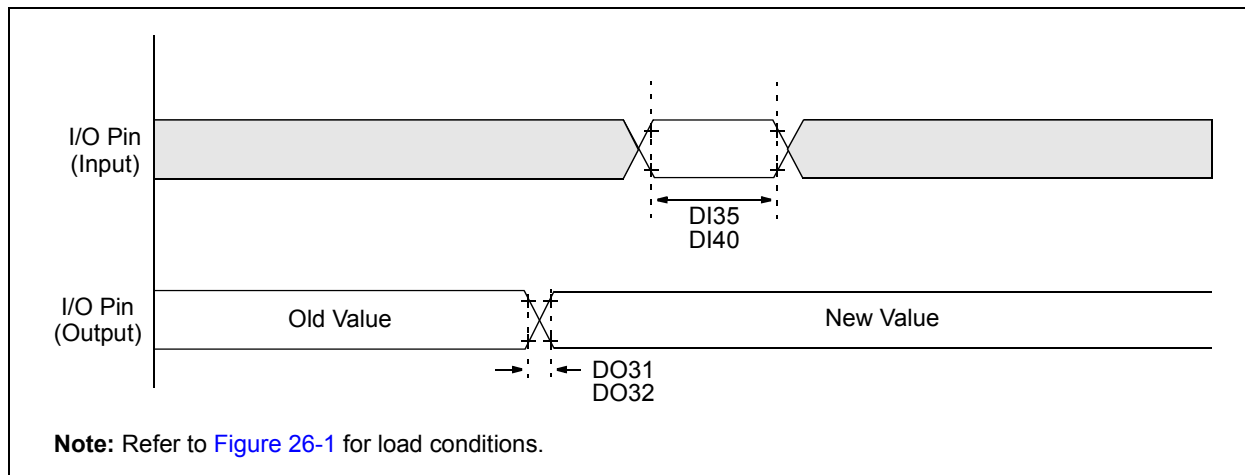 I/O Pin
(Input)
DI35
DI40
I/O Pin
(Output)
Old Value
New Value
DO31
DO32
Note: Refer to Figure 26-1 for load conditions.